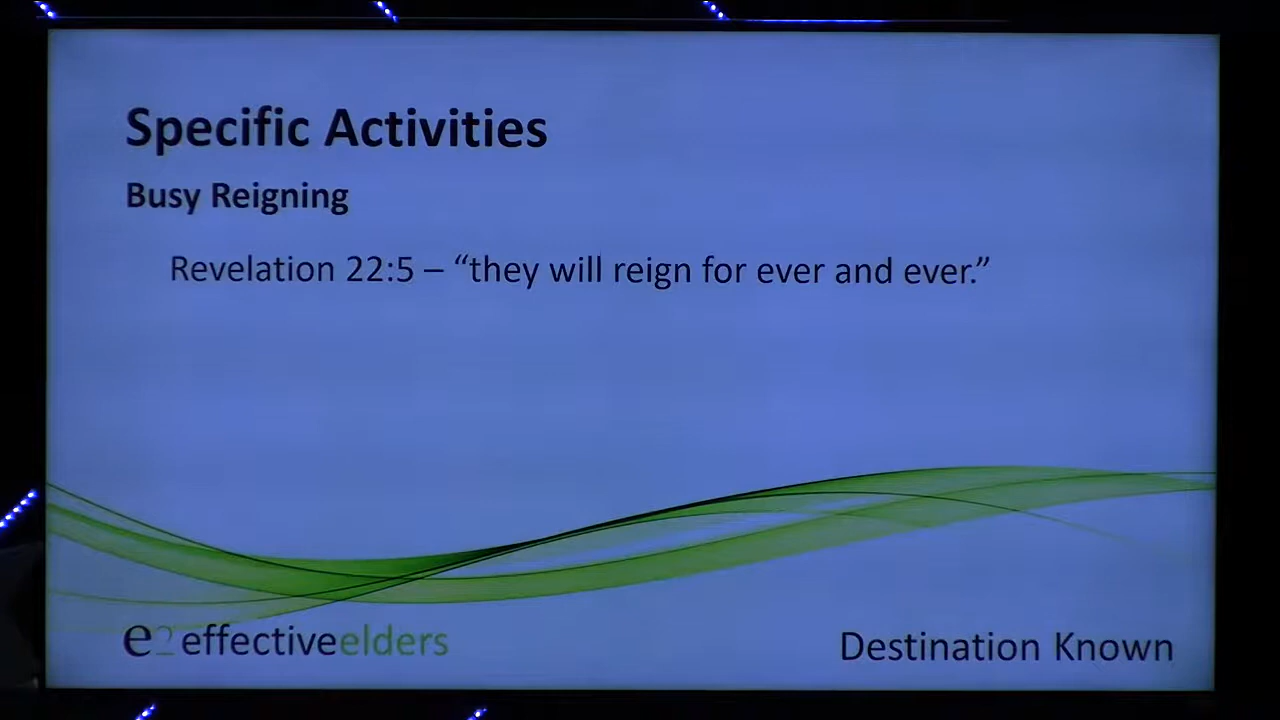 Specific Activities
Busy Reigning
Revelation 22:5 – “they will reign for ever and ever.”
e2 effectiveelders
Destination Known